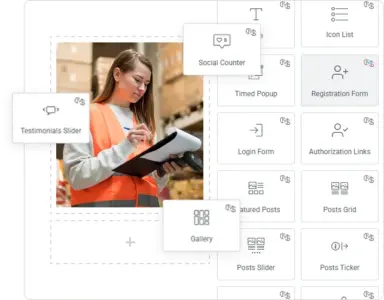 Icon List
Social Counter
Timed Popup
Registration Form
Testimonials Slider
Login Form
Authorization Links
atured Posts
Posts Grid
Gallery
Posts Slider
Posts Ticker